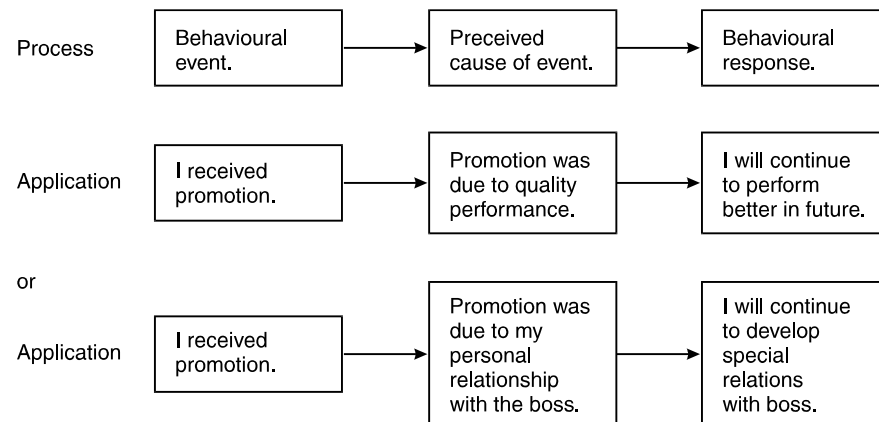 Process
Behavioural
event.
Preceived
cause of event.
Behavioural
response.
Application
I received
promotion.
Promotion was
due to quality
performance.
I will continue
to perform
better in future.
or
Application
I received
promotion.
Promotion was
due to my
personal
relationship
with the boss.
I will continue
to develop
special
relations
with boss.